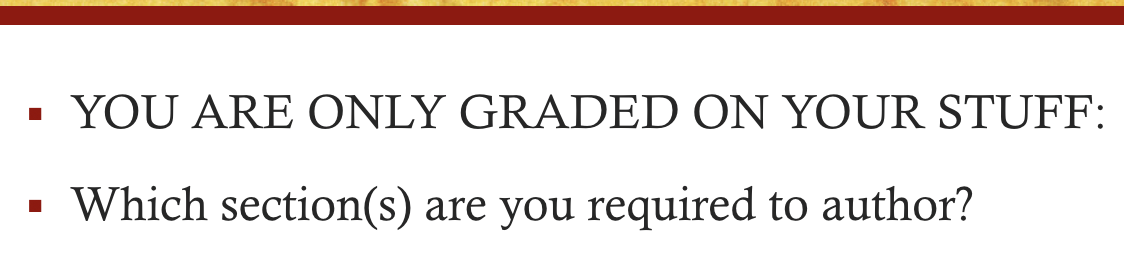 YOU ARE ONLY GRADED ON YOUR STUFF:
Which section(s) are you required to author?